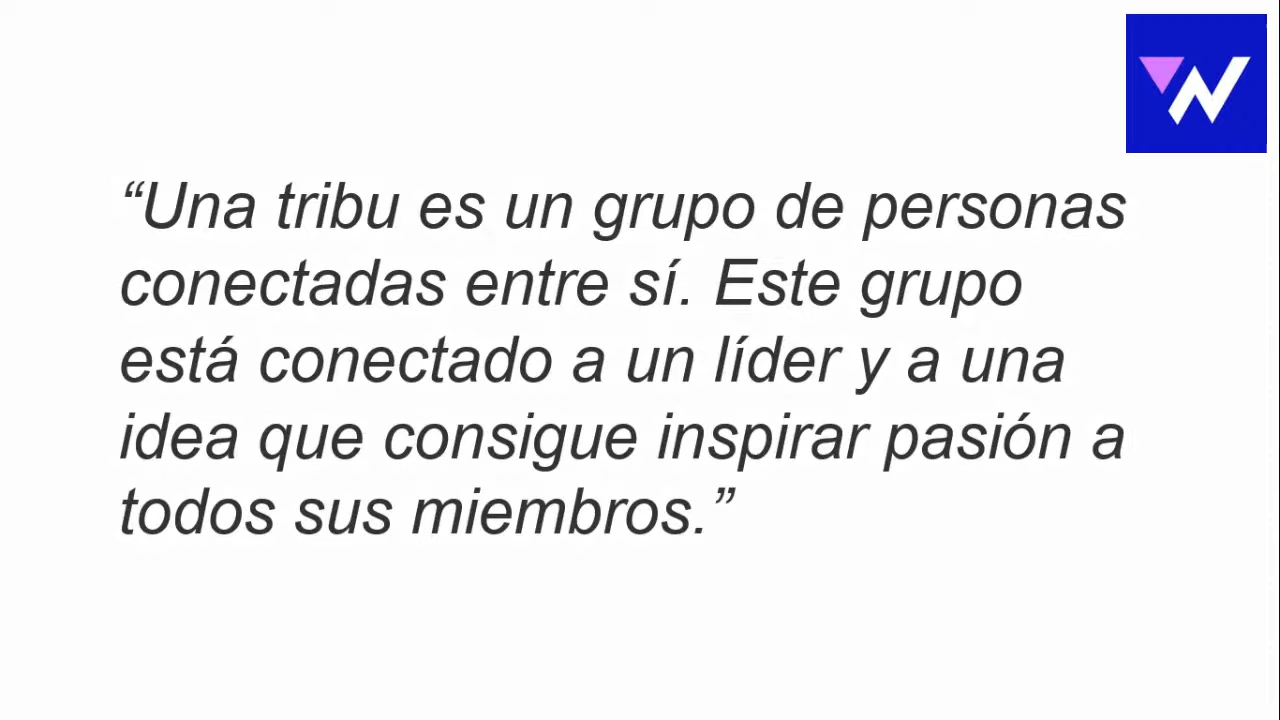 “Una tribu es un grupo de personas
conectadas entre sí. Este grupo
está conectado a un líder y a una
idea que consigue inspirar pasión a
todos sus miembros.”